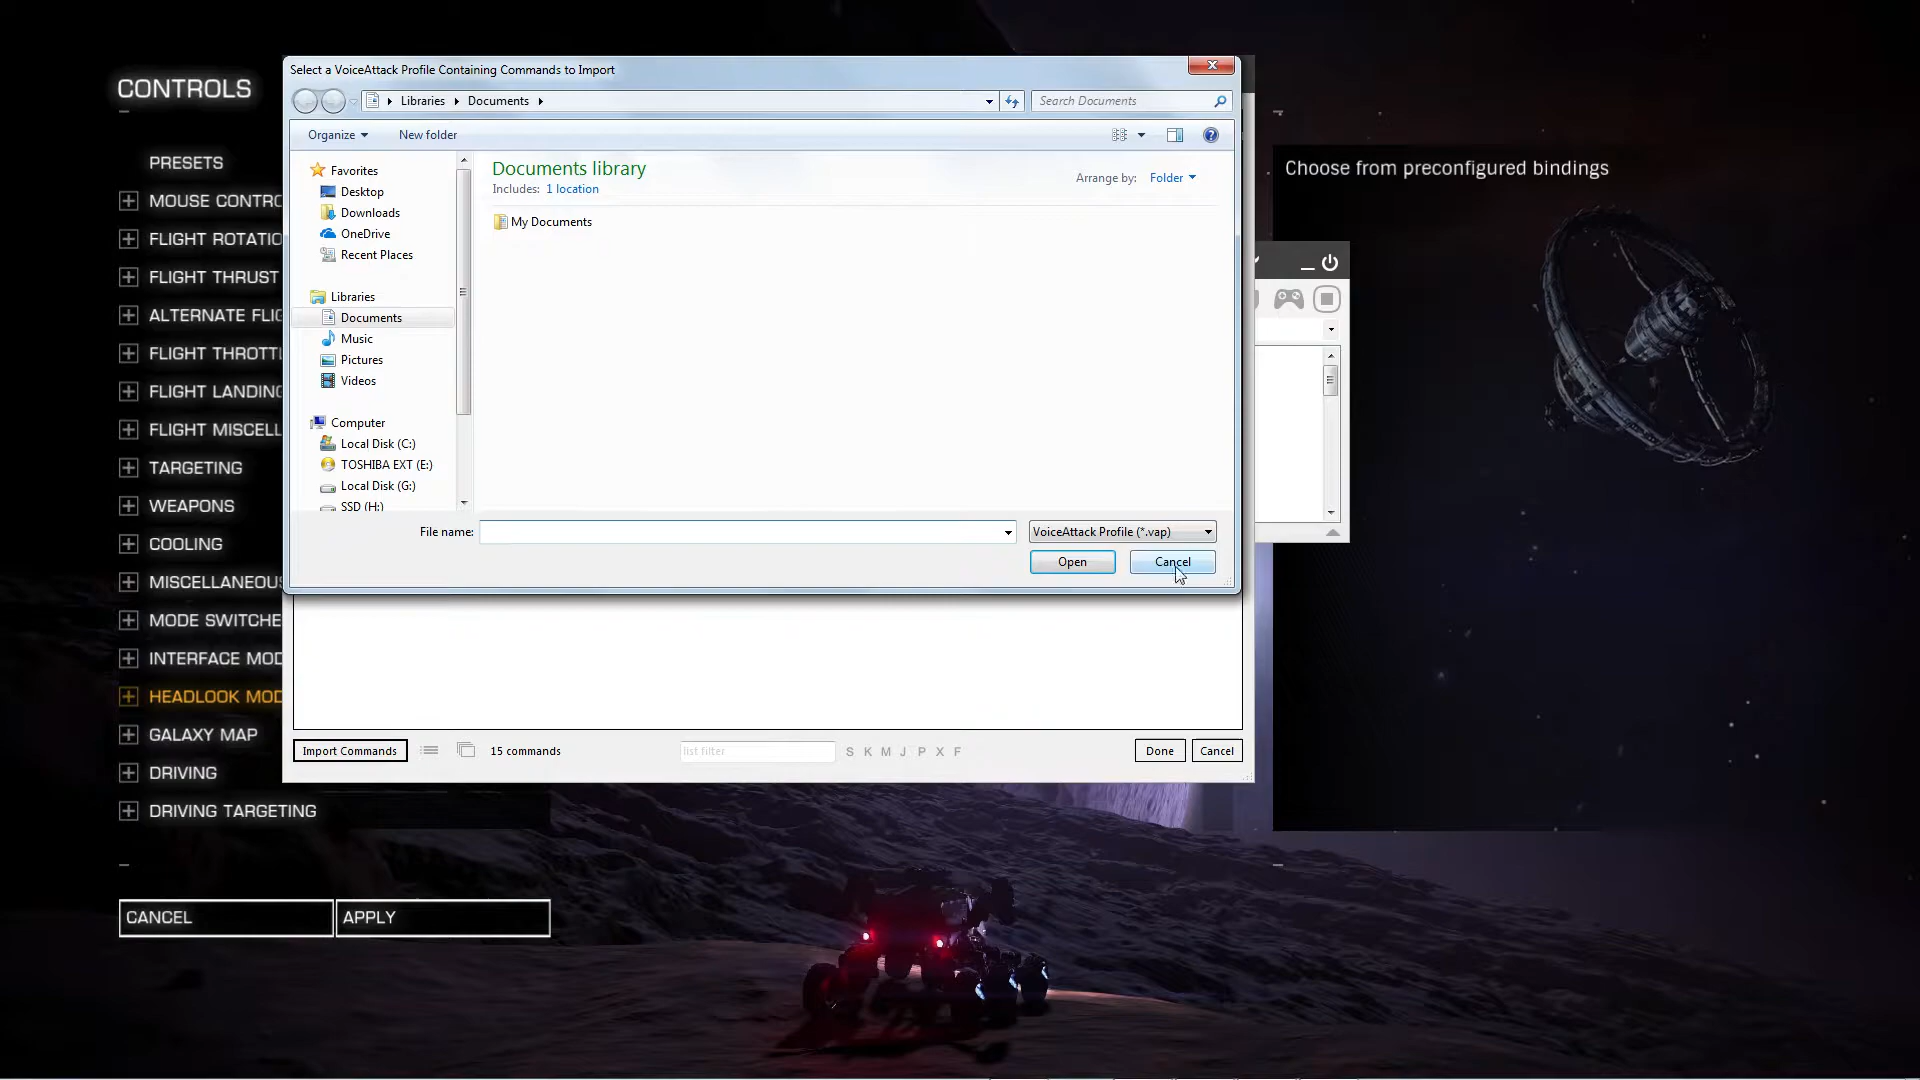 CONTROLS
PRESETS
MOUSE CONTRO
FLIGHT ROTATIO
FLIGHT THRUST
ALTERNATE FLIG
FLIGHT THROTTL
FLIGHT LANDING
FLIGHT MISCELL
TARGETING
WEAPONS
COOLING
MISCELLANEOUS
MODE SWITCHE
INTERFACE MOD
HEADLOOK MOD
GALAXY MAP
DRIVING
DRIVING TARGETING
CANCEL
APPLY
Select a VoiceAttack Profile Containing Commands to Import
Libraries
Documents
Search Documents
Organize
New folder
Favorites
Desktop
Downloads
OneDrive
Recent Places
Libraries
Documents
Music
Pictures
Videos
Computer
Local Disk (C:)
TOSHIBA EXT (E:)
Local Disk (G:)
SSD (H:)
Documents library
Includes: 1 location
Arrange by: Folder
My Documents
File name:
VoiceAttack Profile (*.vap)
Open
Cancel
Import Commands
15 commands
list filter
S K M J P X F
Done
Cancel
Choose from preconfigured bindings